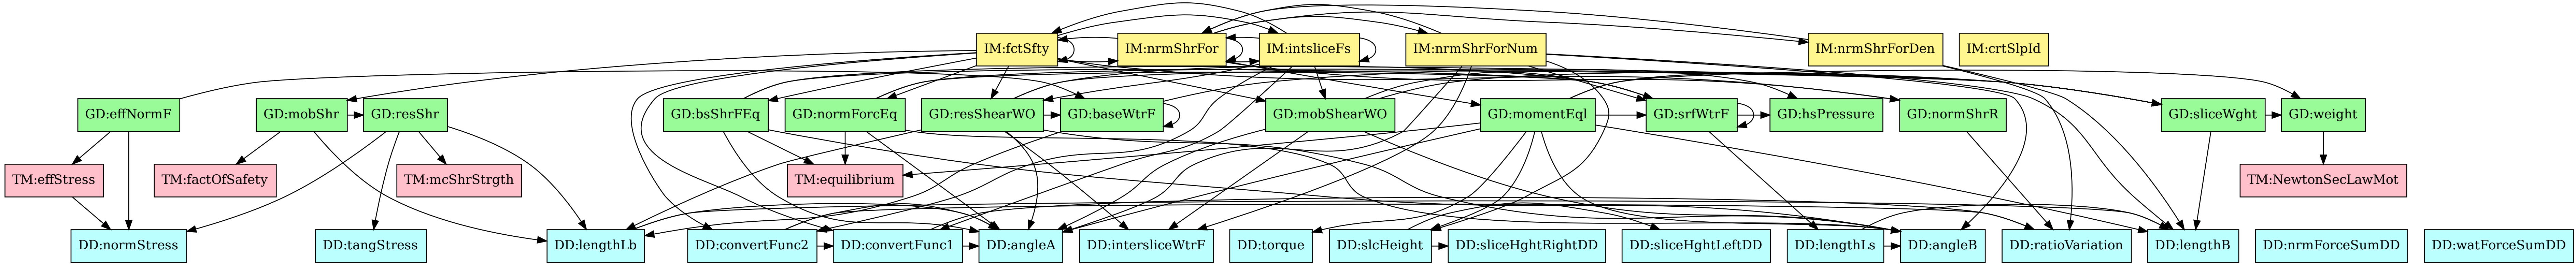 IM:fctSfty
IM:nrmShrFor
IM:intsliceFs
IM:nrmShrForNum
IM:nrmShrForDen
IM:crtSlpId
GD:effNormF
GD:mobShr
GD:resShr
GD:bsShrFEq
GD:normForcEq
GD:resShearWO
GD:baseWtrF
GD:mobShearWO
GD:momentEql
GD:srfWtrF
GD:hsPressure
GD:normShrR
GD:sliceWght
GD:weight
TM:effStress
TM:factOfSafety
TM:mcShrStrgth
TM:equilibrium
TM:NewtonSecLawMot
DD:normStress
DD:tangStress
DD:lengthLb
DD:convertFunc2
DD:convertFunc1
DD:angleA
DD:intersliceWtrF
DD:torque
DD:slcHeight
DD:sliceHghtRightDD
DD:sliceHghtLeftDD
DD:lengthLs
DD:angleB
DD:ratioVariation
DD:lengthB
DD:nrmForceSumDD
DD:watForceSumDD